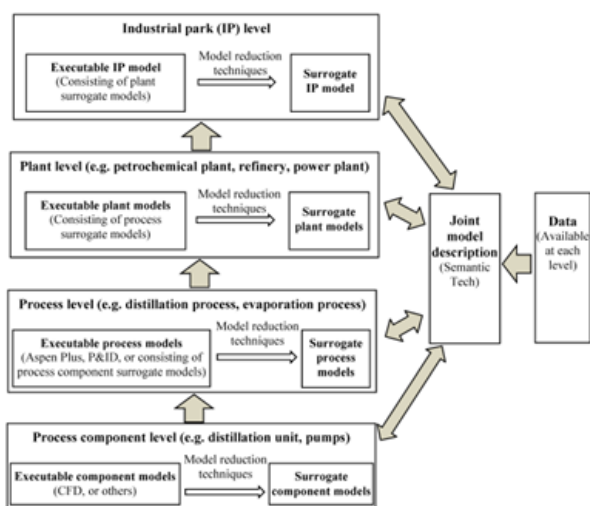 Industrial park (IP) level
Executable IP model
(Consisting of plant
surrogate models)
Model reduction
techniques
Surrogate
IP model
Plant level (e.g. petrochemical plant, refinery, power plant)
Executable plant models
(Consisting of process
surrogate models)
Model reduction
techniques
Surrogate
plant models
Process level (e.g. distillation process, evaporation process)
Executable process models
(Aspen Plus, P&ID, or consisting of
process component surrogate models)
Model reduction
techniques
Surrogate
process
models
Process component level (e.g. distillation unit, pumps)
Executable component models
(CFD, or others)
Model reduction
techniques
Surrogate
component models
Joint
model
description
(Semantic
Tech)
Data
(Available
at each
level)